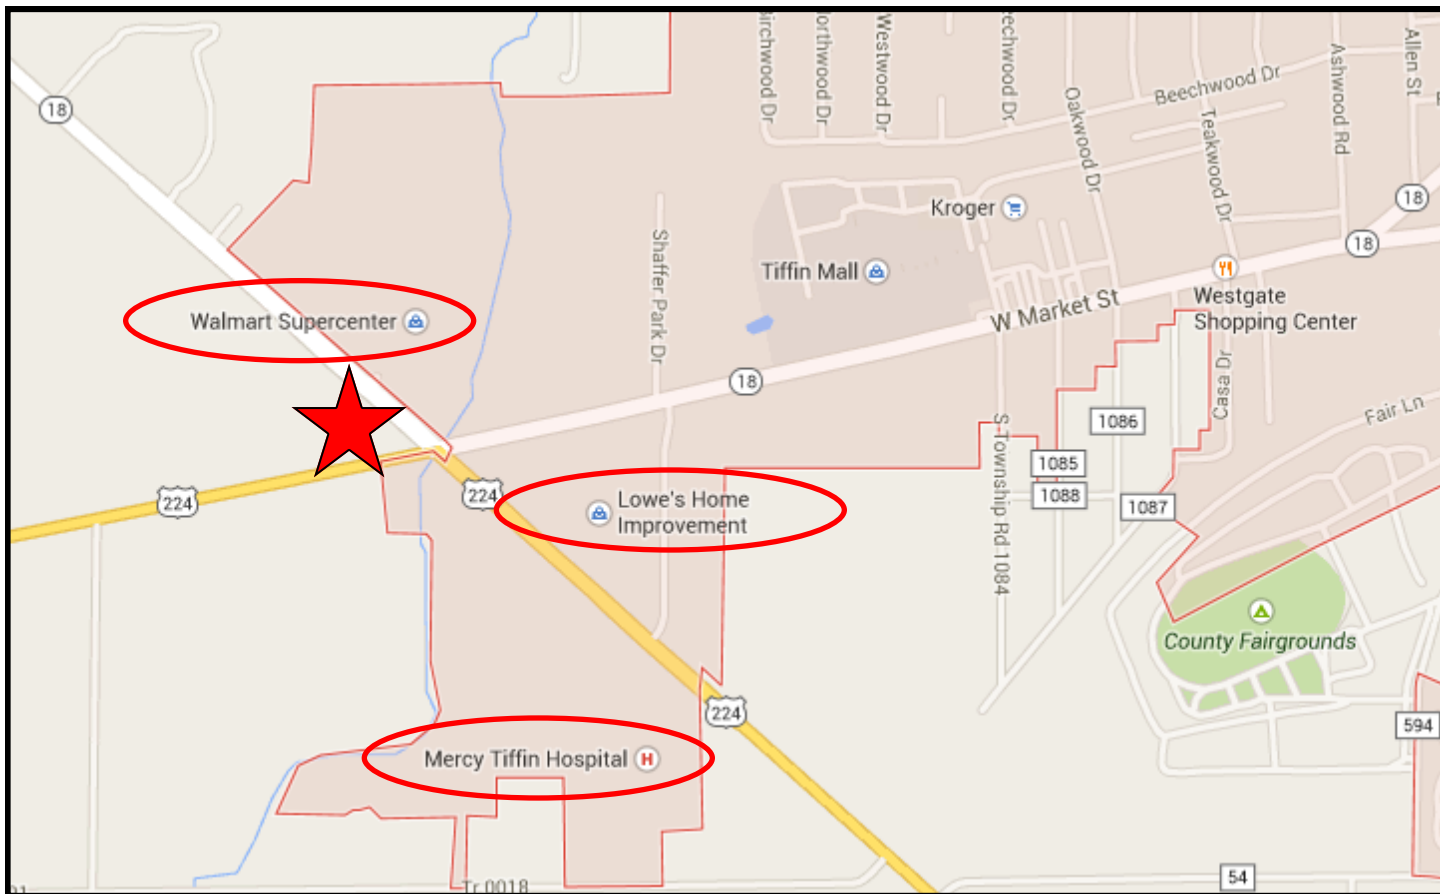 Birchwood Dr
Northwood Dr
Westwood Dr
Beechwood Dr
Oakwood Dr
Beechwood Dr
Teakwood Dr
Ashwood Rd
Allen St
18
18
18
Kroger
Tiffin Mall
Shaffer Park Dr
W Market St
Westgate
Shopping Center
Walmart Supercenter
18
Casea Dr
Fair Ln
1086
1085
1088
1087
S Township Rd 1084
224
224
Lowe's Home
Improvement
County Fairgrounds
224
594
Mercy Tiffin Hospital
H
54
Tr 0018